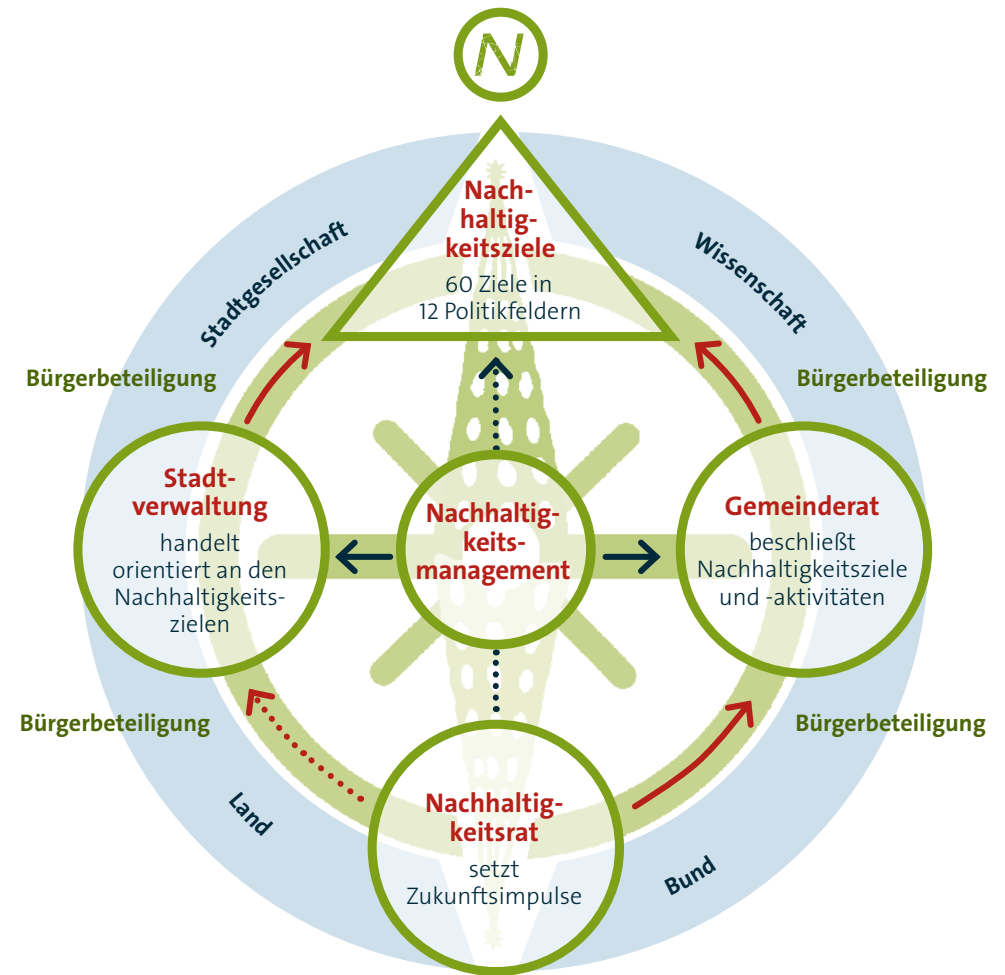 N
Nach-
haltig-
keitsziele
60 Ziele in
12 Politikfeldern
Stadtgesellschaft
Wissenschaft
Bürgerbeteiligung
Bürgerbeteiligung
Stadt-
verwaltung
handelt
orientiert an den
Nachhaltigkeits-
zielen
Nachhaltig-
keits-
management
Gemeinderat
beschließt
Nachhaltigkeitsziele
und -aktivitäten
Bürgerbeteiligung
Bürgerbeteiligung
Land
Nachhaltig-
keitsrat
setzt
Zukunftsimpulse
Bund